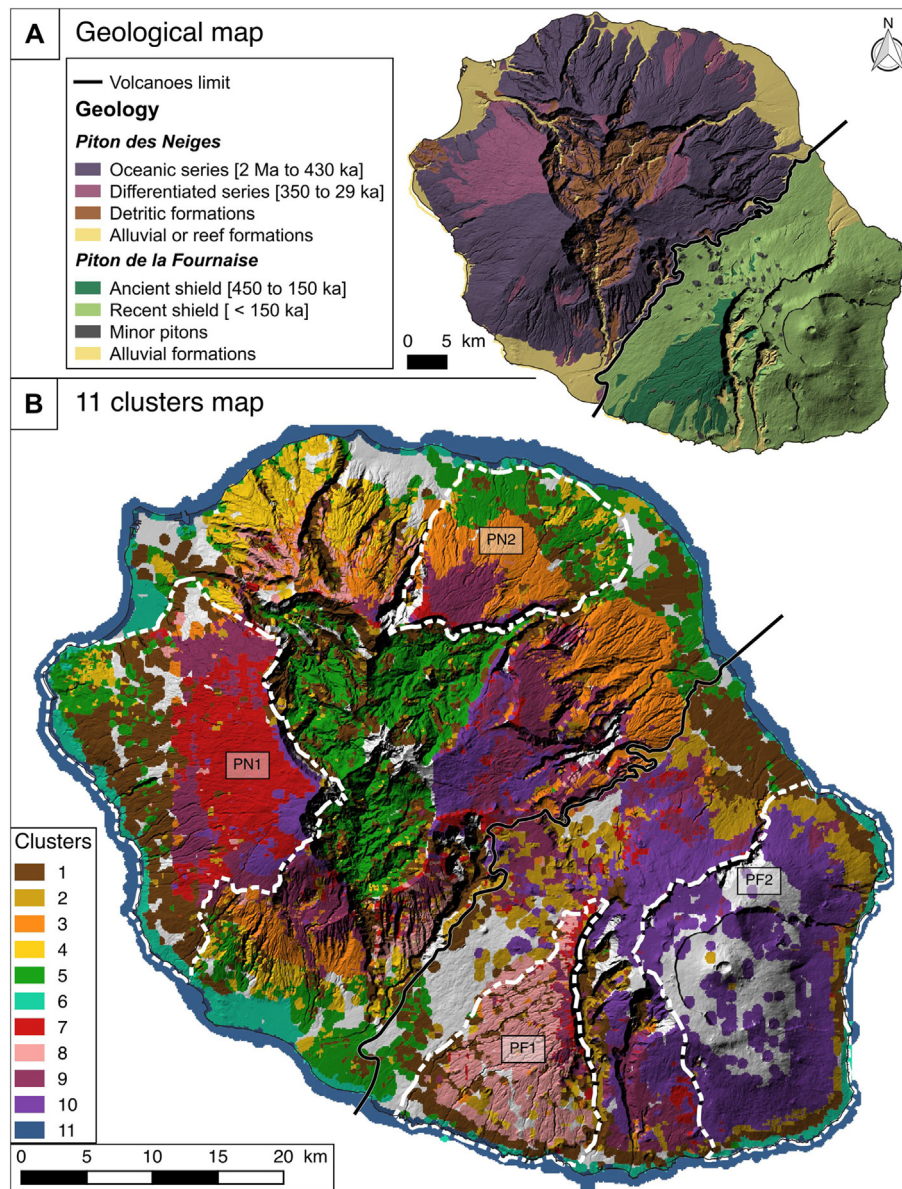 A Geological map
N
Volcanoes limit
Geology
Piton des Neiges
Oceanic series [2 Ma to 430 ka]
Differentiated series [350 to 29 ka]
Detritic formations
Alluvial or reef formations
Piton de la Fournaise
Ancient shield [450 to 150 ka]
Recent shield [ < 150 ka]
Minor pitons
Alluvial formations
0 5 km
B 11 clusters map
PN2
PN1
PF2
PF1
Clusters
1
2
3
4
5
6
7
8
9
10
11
0 5 10 15 20 km